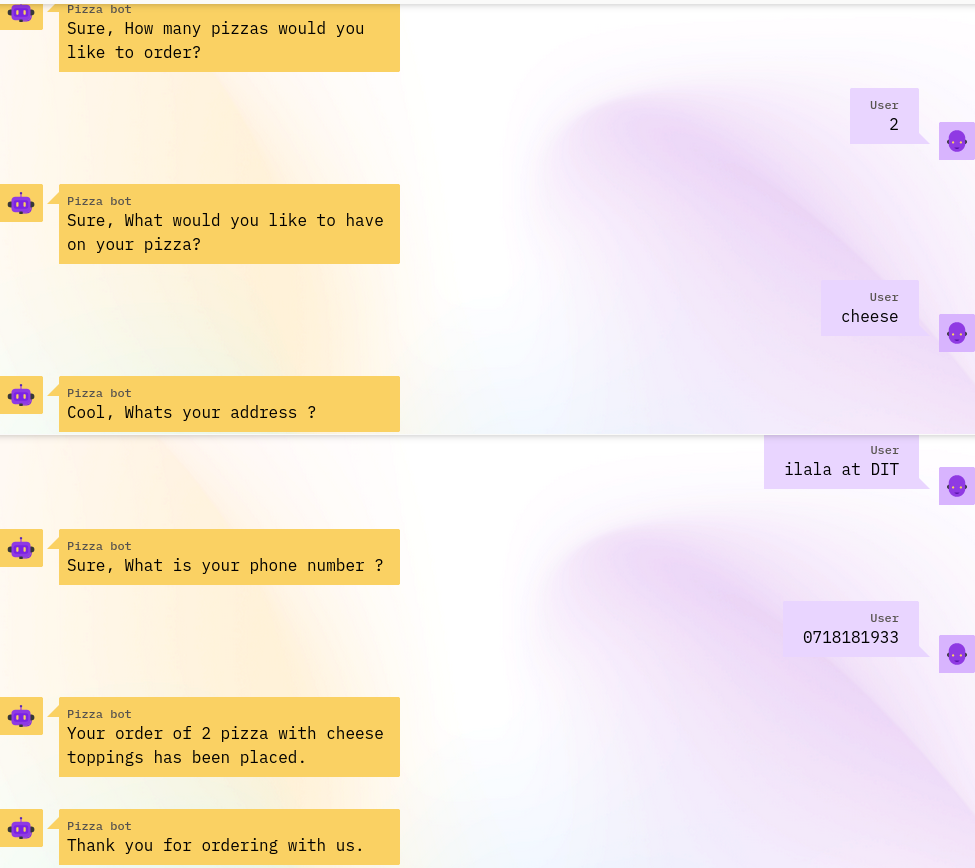 Pizza bot
Sure, How many pizzas would you
like to order?
User
2
Pizza bot
Sure, What would you like to have
on your pizza?
User
cheese
Pizza bot
Cool, Whats your address ?
User
ilala at DIT
Pizza bot
Sure, What is your phone number ?
User
0718181933
Pizza bot
Your order of 2 pizza with cheese
toppings has been placed.
Pizza bot
Thank you for ordering with us.